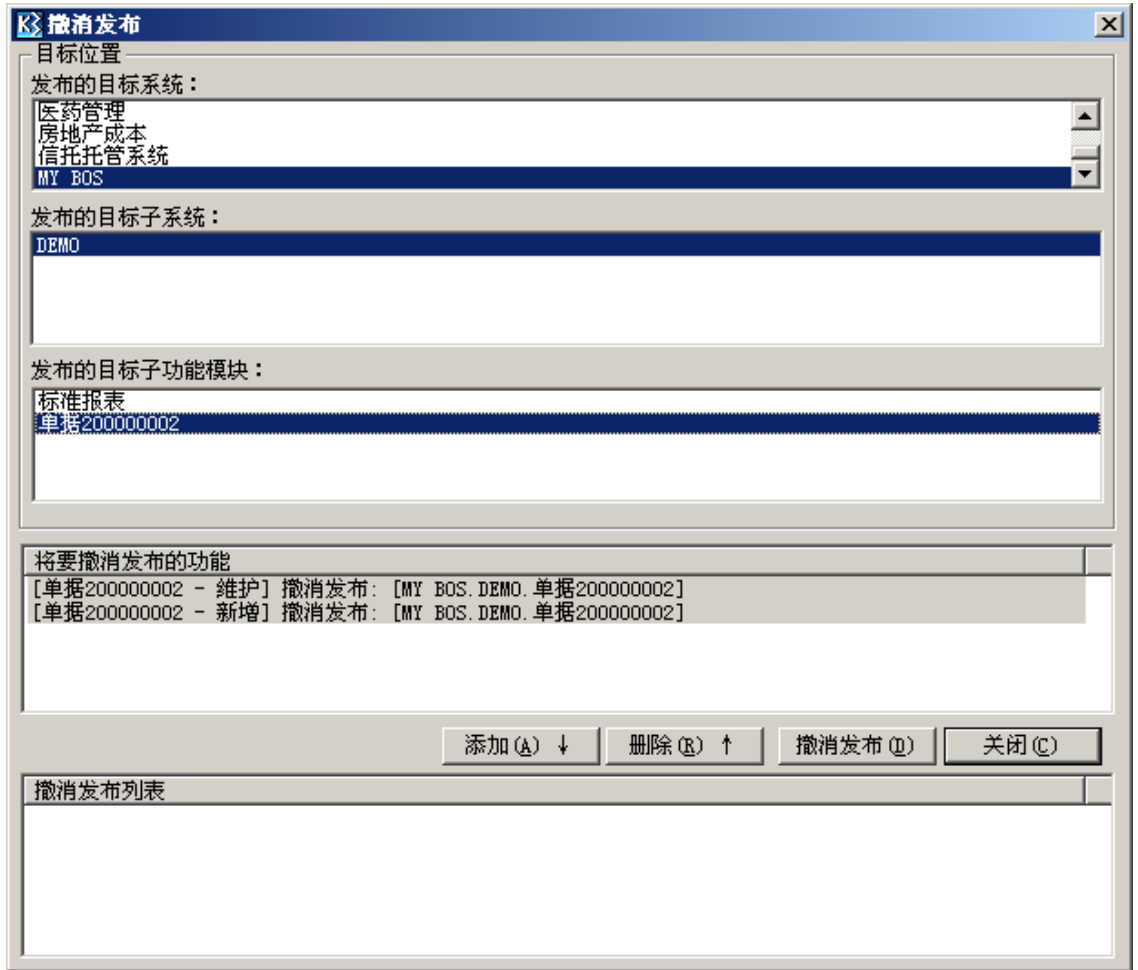 K3 撤消发布
目标位置
发布的目标系统：
医药管理
房地产成本
信托托管系统
MY BOS
发布的目标子系统：
DEMO
发布的目标子功能模块：
标准报表
单据200000002
将要撤消发布的功能
[单据200000002 - 維护] 撤消发布: [MY BOS.DEMO.单据200000002]
[单据200000002 - 新增] 撤消发布: [MY BOS.DEMO.单据200000002]
添加(A) ↓ 删除(R) ↑ 撤消发布(D) 关闭(C)
撤消发布列表